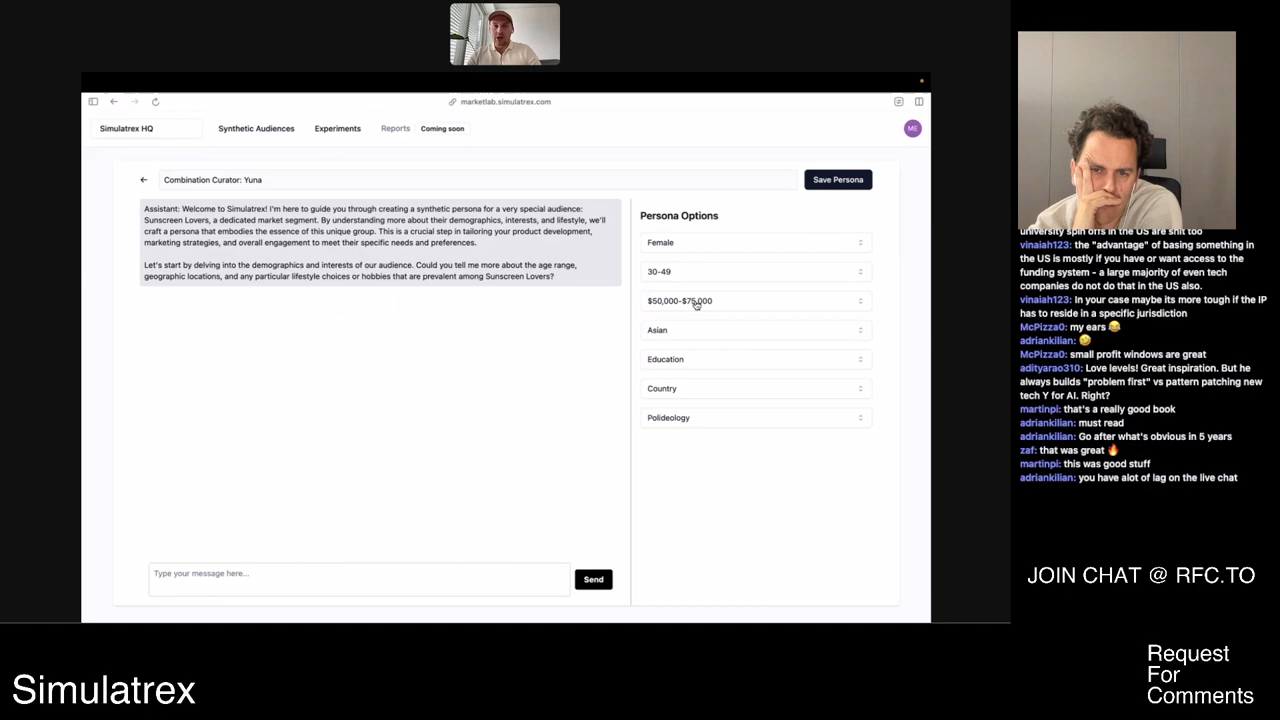 marketlab.simulatrex.com
Simulatrex HQ
Synthetic Audiences
Experiments
Reports
Coming soon
ME
Combination Curator: Yuna
Save Persona
Assistant: Welcome to Simulatrex! I'm here to guide you through creating a synthetic persona for a very special audience:
Sunscreen Lovers, a dedicated market segment. By understanding more about their demographics, interests, and lifestyle, we'll
craft a persona that embodies the essence of this unique group. This is a crucial step in tailoring your product development,
marketing strategies, and overall engagement to meet their specific needs and preferences.
Let's start by delving into the demographics and interests of our audience. Could you tell me more about the age range,
geographic locations, and any particular lifestyle choices or hobbies that are prevalent among Sunscreen Lovers?
Type your message here...
Send
Persona Options
Female
30-49
$50,000-$75,000
Asian
Education
Country
Polideology
university spin offs in the US are shit too
vinaiah123: the "advantage" of basing something in
the US is mostly if you have or want access to the
funding system - a large majority of even tech
companies do not do that in the US also.
vinaiah123: In your case maybe its more tough if the IP
has to reside in a specific jurisdiction
McPizza0: my ears 😂
adriankilian: 🤣
McPizza0: small profit windows are great
adityarao310: Love levels! Great inspiration. But he
always builds "problem first" vs pattern patching new
tech Y for AI. Right?
martinpi: that's a really good book
adriankilian: must read
adriankilian: Go after what's obvious in 5 years
zaf: that was great 🔥
martinpi: this was good stuff
adriankilian: you have alot of lag on the live chat
JOIN CHAT @ RFC.TO
Simulatrex
Request
For
Comments